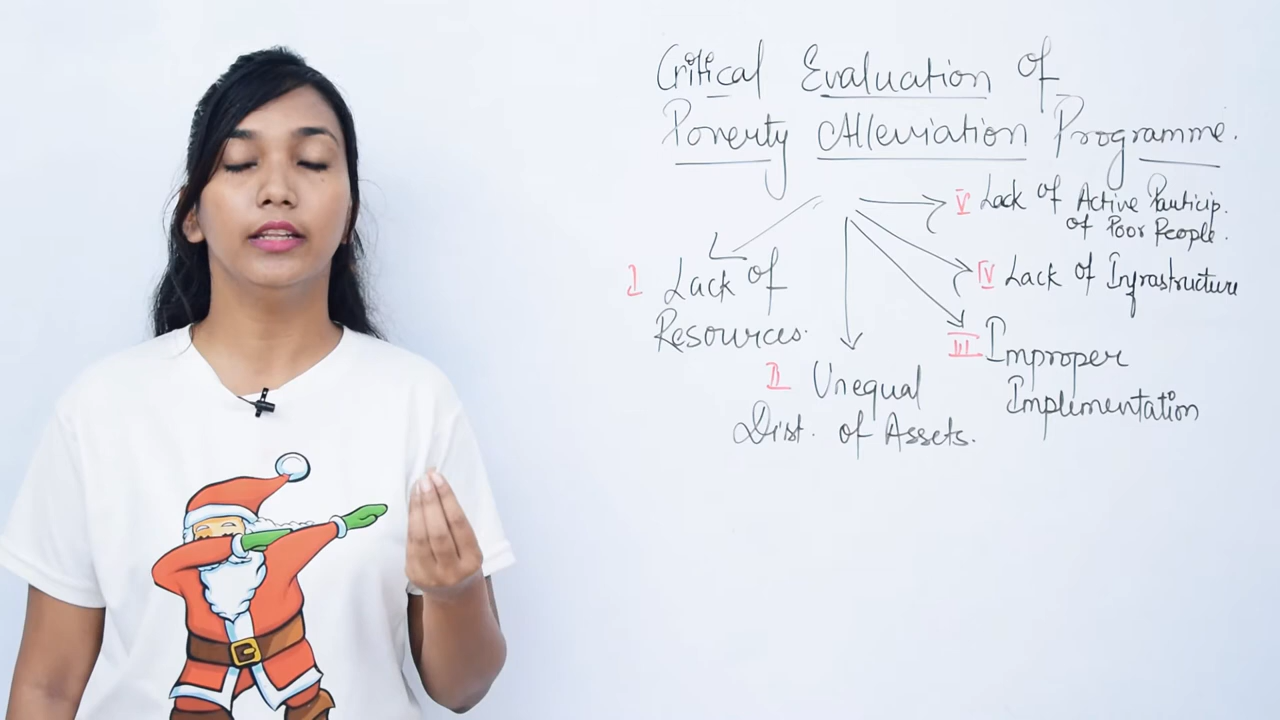 Critical Evaluation of
Poverty Alleviation Programme.
I Lack of
Resources.
II Unequal
Dist. of Assets.
III Improper
Implementation
IV Lack of Infrastructure
V Lack of Active Particip.
of Poor People.